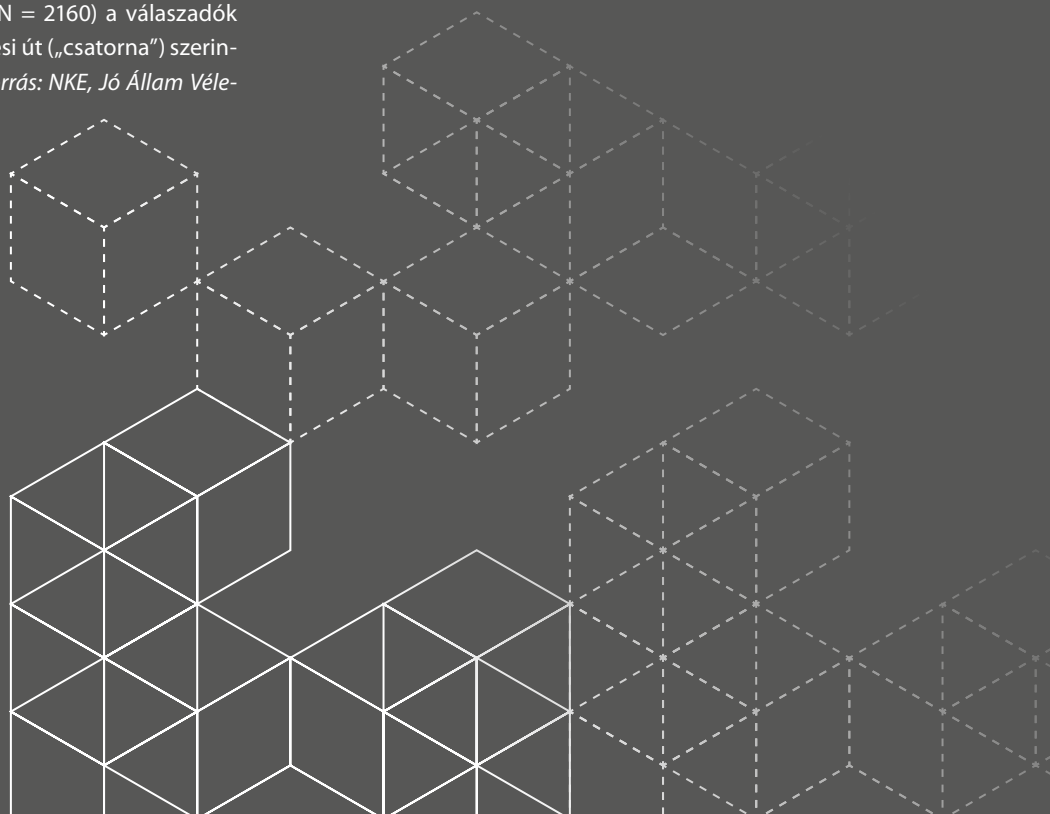 N = 2160) a válaszadók
si út („csatorna”) szerin-
rrás: NKE, Jó Állam Véle-